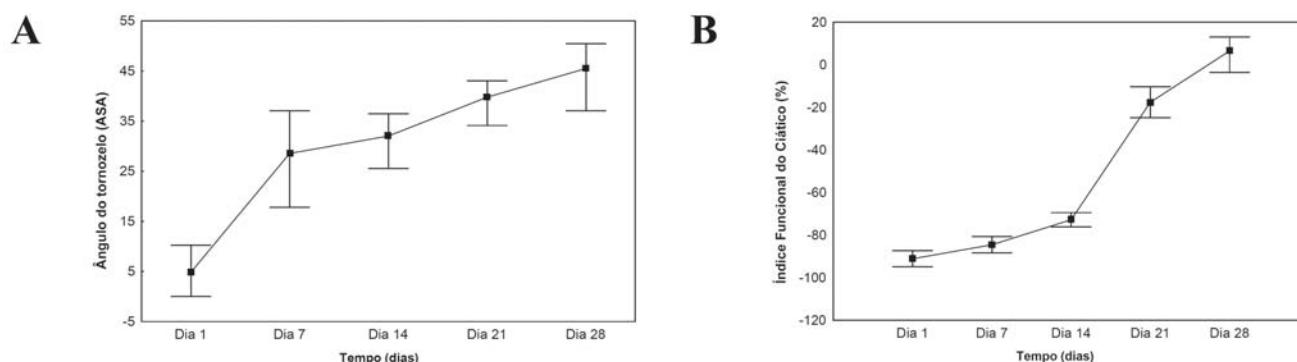 A
Ângulo do tornozelo (ASA)
55
45
35
25
15
5
-5
Dia 1 Dia 7 Dia 14 Dia 21 Dia 28
Tempo (dias)
B
Índice Funcional do Ciático (%)
20
0
-20
-40
-60
-80
-100
-120
Dia 1 Dia 7 Dia 14 Dia 21 Dia 28
Tempo (dias)